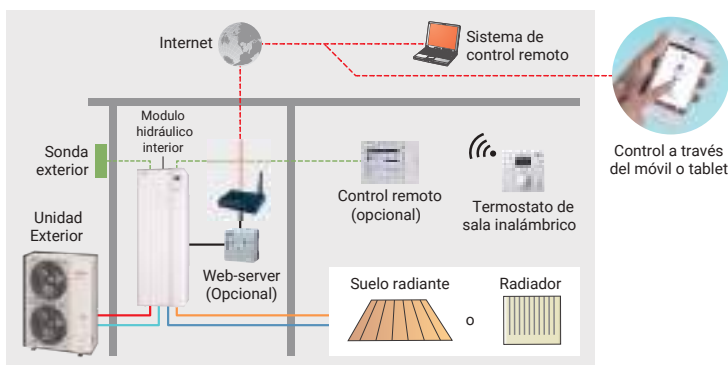 Internet
Sistema de
control remoto
Modulo
hidráulico
interior
Sonda
exterior
Control remoto
(opcional)
Termostato de
sala inalámbrico
Control a través
del móvil o tablet
Unidad
Exterior
Web-server
(Opcional)
Suelo radiante
o
Radiador